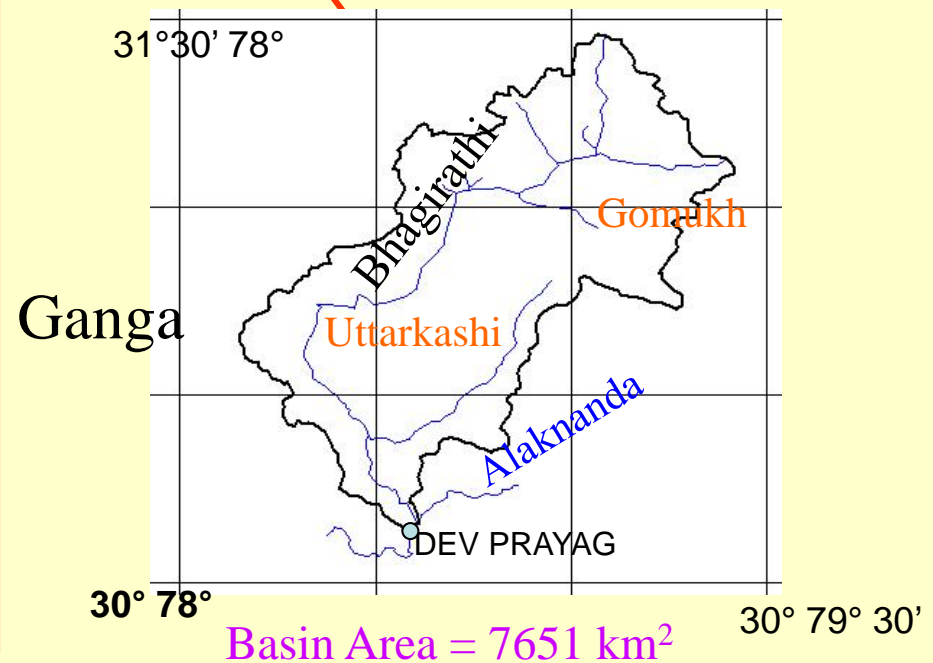 31°30’ 78°
Bhagirathi
Gomukh
Ganga
Uttarkashi
Alaknanda
DEV PRAYAG
30° 78°
30° 79° 30’
Basin Area = 7651 km²